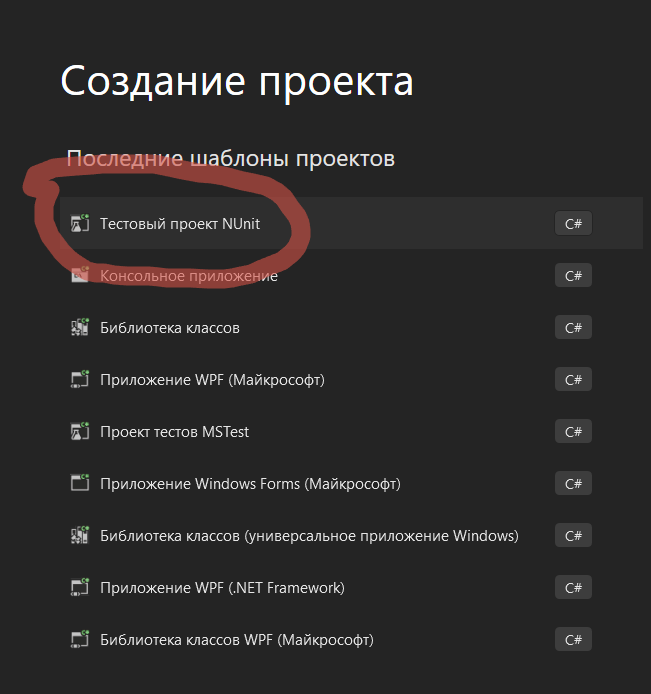 Создание проекта
Последние шаблоны проектов
Тестовый проект NUnit C#
Консольное приложение C#
Библиотека классов C#
Приложение WPF (Майкрософт) C#
Проект тестов MSTest C#
Приложение Windows Forms (Майкрософт) C#
Библиотека классов (универсальное приложение Windows) C#
Приложение WPF (.NET Framework) C#
Библиотека классов WPF (Майкрософт) C#